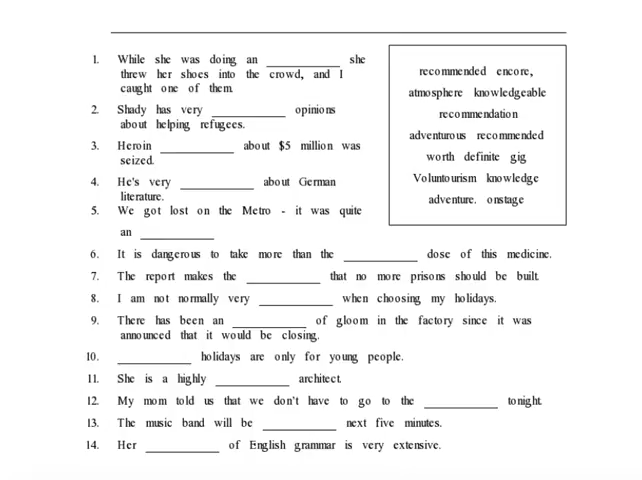 1. While she was doing an ____________ she
threw her shoes into the crowd, and I
caught one of them.
2. Shady has very ____________ opinions
about helping refugees.
3. Heroin ____________ about $5 million was
seized.
4. He's very ____________ about German
literature.
5. We got lost on the Metro - it was quite
an ____________
6. It is dangerous to take more than the ____________ dose of this medicine.
7. The report makes the ____________ that no more prisons should be built.
8. I am not normally very ____________ when choosing my holidays.
9. There has been an ____________ of gloom in the factory since it was
announced that it would be closing.
10. ____________ holidays are only for young people.
11. She is a highly ____________ architect.
12. My mom told us that we don't have to go to the ____________ tonight.
13. The music band will be ____________ next five minutes.
14. Her ____________ of English grammar is very extensive.
recommended encore,
atmosphere knowledgeable
recommendation
adventurous recommended
worth definite gig
Voluntourism knowledge
adventure. onstage